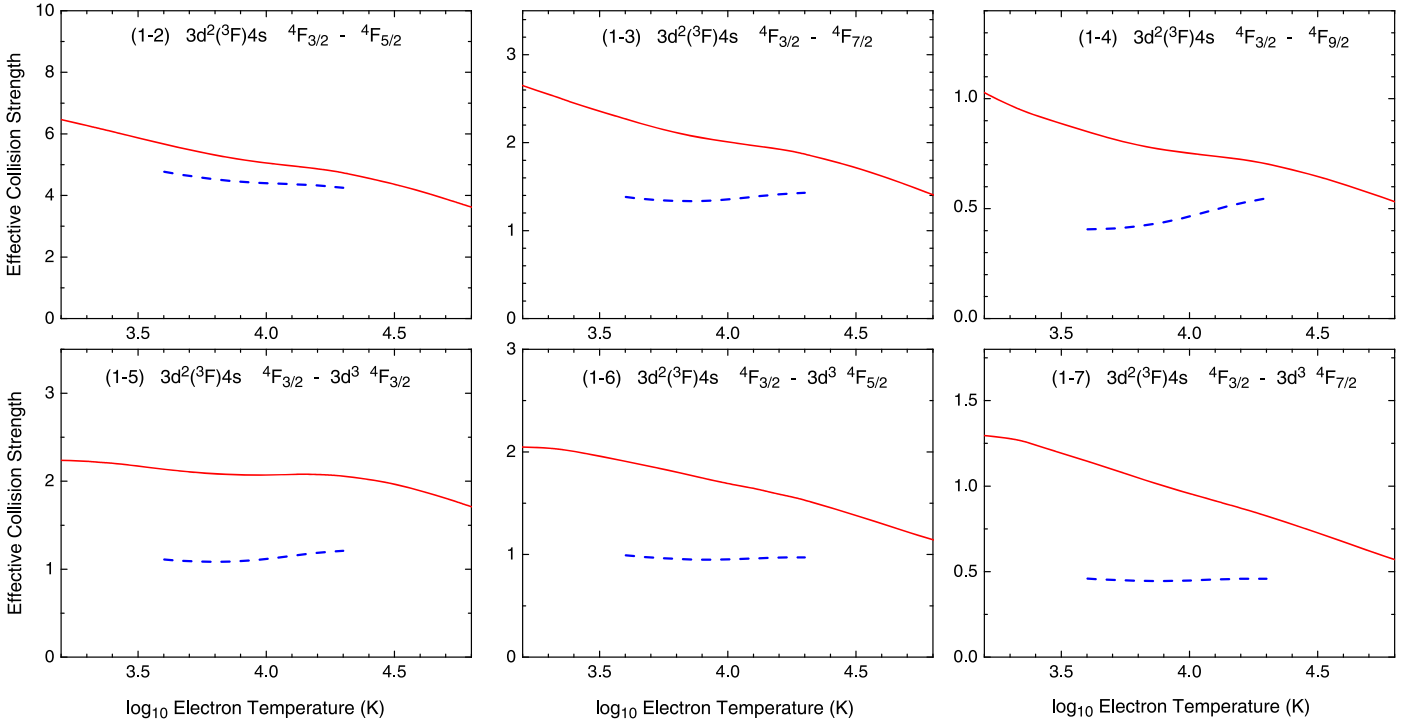 (1-2) 3d²(³F)4s ⁴F₃/₂ - ⁴F₅/₂
Effective Collision Strength
10
8
6
4
2
0
3.5 4.0 4.5
(1-3) 3d²(³F)4s ⁴F₃/₂ - ⁴F₇/₂
3
2
1
0
3.5 4.0 4.5
(1-4) 3d²(³F)4s ⁴F₃/₂ - ⁴F₉/₂
1.0
0.5
0.0
3.5 4.0 4.5
(1-5) 3d²(³F)4s ⁴F₃/₂ - 3d³ ⁴F₃/₂
Effective Collision Strength
3
2
1
0
3.5 4.0 4.5
log₁₀ Electron Temperature (K)
(1-6) 3d²(³F)4s ⁴F₃/₂ - 3d³ ⁴F₅/₂
3
2
1
0
3.5 4.0 4.5
log₁₀ Electron Temperature (K)
(1-7) 3d²(³F)4s ⁴F₃/₂ - 3d³ ⁴F₇/₂
1.5
1.0
0.5
0.0
3.5 4.0 4.5
log₁₀ Electron Temperature (K)